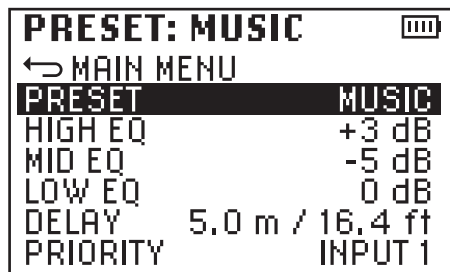 PRESET: MUSIC
MAIN MENU
PRESET MUSIC
HIGH EQ +3 dB
MID EQ -5 dB
LOW EQ 0 dB
DELAY 5.0 m / 16.4 ft
PRIORITY INPUT 1